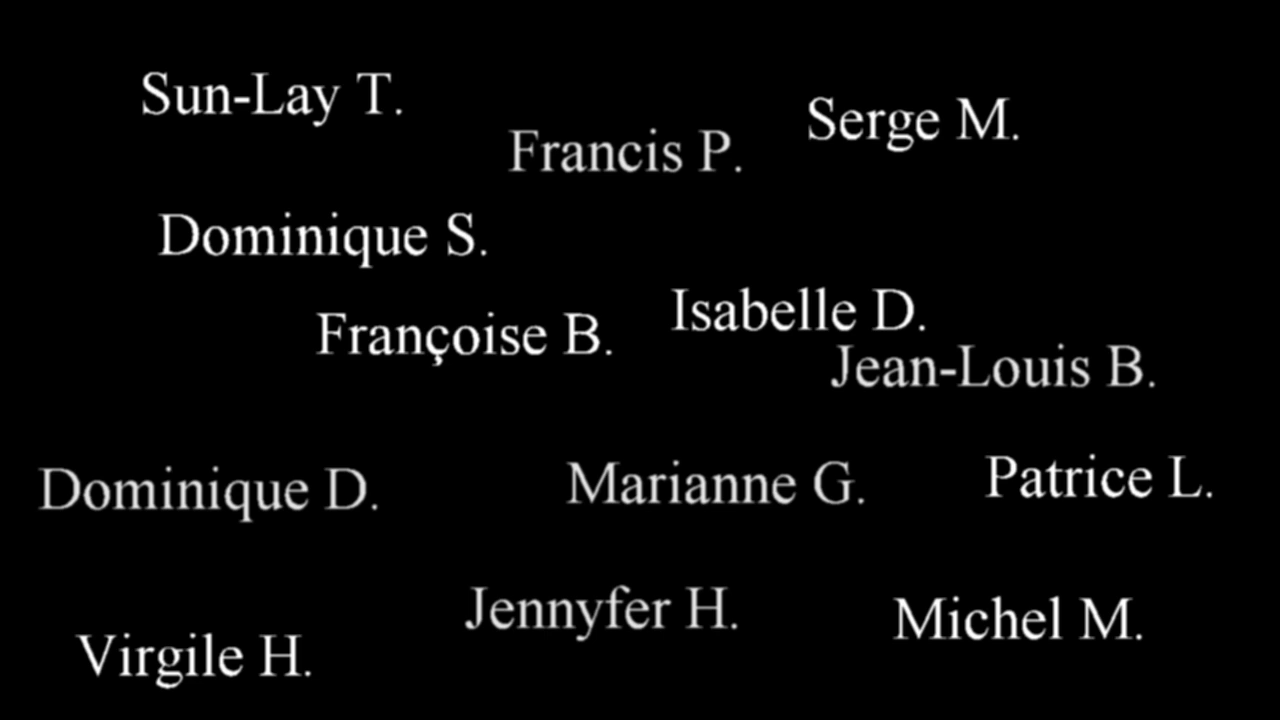 Sun-Lay T.
Francis P.
Serge M.
Dominique S.
Françoise B.
Isabelle D.
Jean-Louis B.
Dominique D.
Marianne G.
Patrice L.
Virgile H.
Jennyfer H.
Michel M.